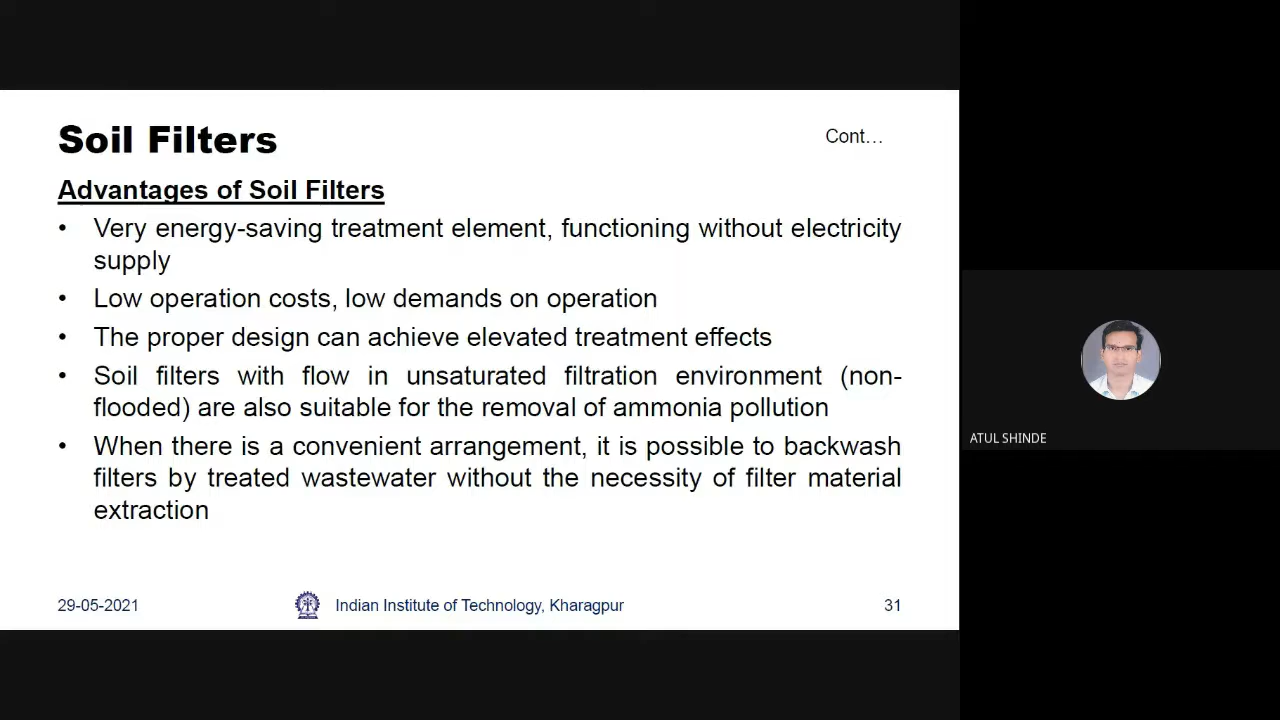 Soil Filters
Cont...
Advantages of Soil Filters
• Very energy-saving treatment element, functioning without electricity
supply
• Low operation costs, low demands on operation
• The proper design can achieve elevated treatment effects
• Soil filters with flow in unsaturated filtration environment (non-
flooded) are also suitable for the removal of ammonia pollution
• When there is a convenient arrangement, it is possible to backwash
filters by treated wastewater without the necessity of filter material
extraction
29-05-2021
Indian Institute of Technology, Kharagpur
31
ATUL SHINDE